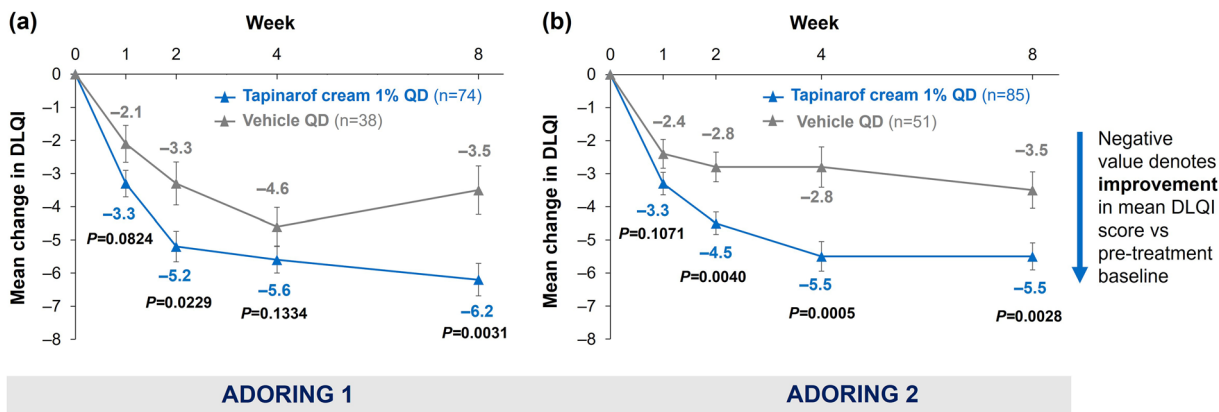 (a)
Week
0 1 2 4 8
Mean change in DLQI
0
–1
–2
–3
–4
–5
–6
–7
–8
Tapinarof cream 1% QD (n=74)
Vehicle QD (n=38)
–2.1
–3.3
–4.6
–3.5
–3.3
P=0.0824
–5.2
P=0.0229
–5.6
P=0.1334
–6.2
P=0.0031
ADORING 1
(b)
Week
0 1 2 4 8
Mean change in DLQI
0
–1
–2
–3
–4
–5
–6
–7
–8
Tapinarof cream 1% QD (n=85)
Vehicle QD (n=51)
–2.4
–2.8
–2.8
–3.5
–3.3
P=0.1071
–4.5
P=0.0040
–5.5
P=0.0005
–5.5
P=0.0028
ADORING 2
Negative
value denotes
improvement
in mean DLQI
score vs
pre-treatment
baseline